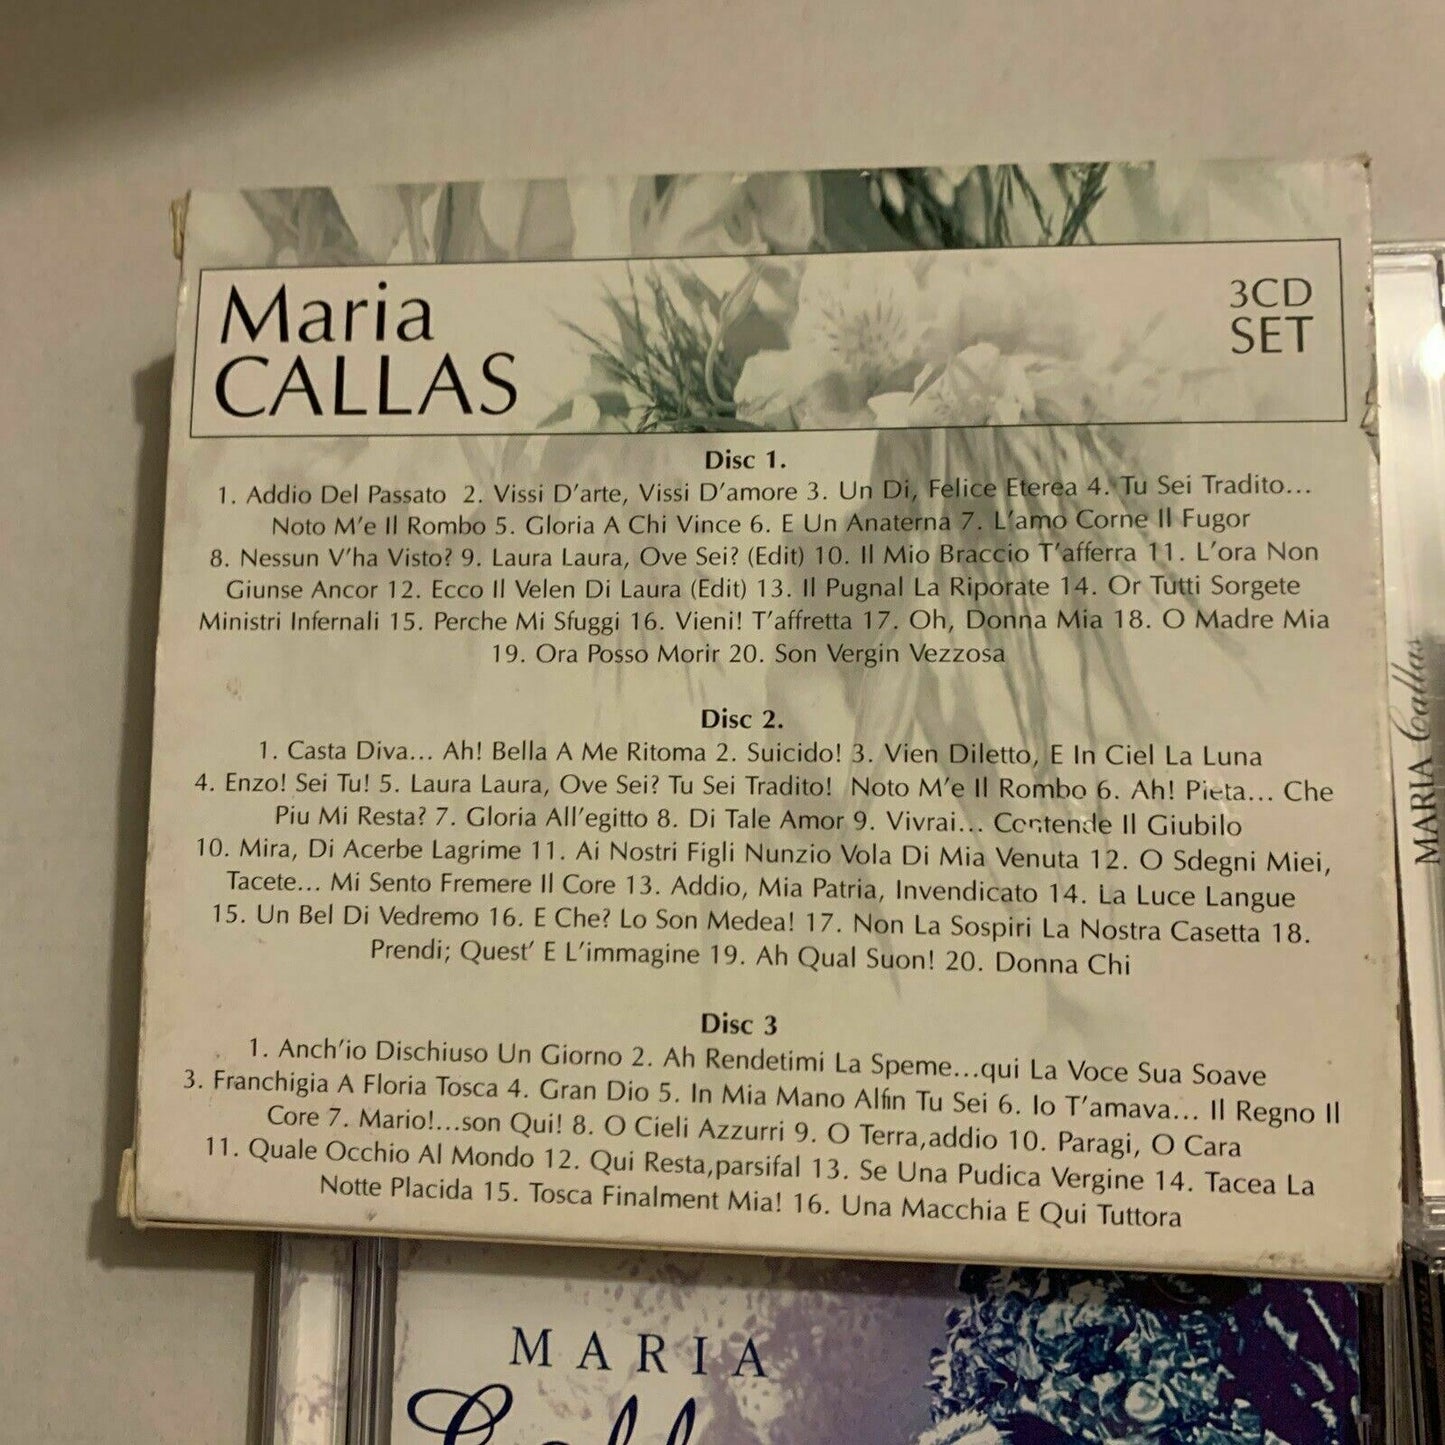 Maria
CALLAS
3CD
SET
Disc 1.
1. Addio Del Passato 2. Vissi D'arte, Vissi D'amore 3. Un Di, Felice Eterea 4. Tu Sei Tradito...
Noto M'e Il Rombo 5. Gloria A Chi Vince 6. E Un Anaterna 7. L'amo Corne Il Fugor
8. Nessun V'ha Visto? 9. Laura Laura, Ove Sei? (Edit) 10. Il Mio Braccio T'afferra 11. L'ora Non
Giunse Ancor 12. Ecco Il Velen Di Laura (Edit) 13. Il Pugnal La Riporate 14. Or Tutti Sorgete
Ministri Infernali 15. Perche Mi Sfuggi 16. Vieni! T'affretta 17. Oh, Donna Mia 18. O Madre Mia
19. Ora Posso Morir 20. Son Vergin Vezzosa
Disc 2.
1. Casta Diva... Ah! Bella A Me Ritoma 2. Suicido! 3. Vien Diletto, E In Ciel La Luna
4. Enzo! Sei Tu! 5. Laura Laura, Ove Sei? Tu Sei Tradito! Noto M'e Il Rombo 6. Ah! Pieta... Che
Piu Mi Resta? 7. Gloria All'egitto 8. Di Tale Amor 9. Vivrai... Contende Il Giubilo
10. Mira, Di Acerbe Lagrime 11. Ai Nostri Figli Nunzio Vola Di Mia Venuta 12. O Sdegni Miei,
Tacete... Mi Sento Fremere Il Core 13. Addio, Mia Patria, Invendicato 14. La Luce Langue
15. Un Bel Di Vedremo 16. E Che? Lo Son Medea! 17. Non La Sospiri La Nostra Casetta 18.
Prendi; Quest' E L'immagine 19. Ah Qual Suon! 20. Donna Chi
Disc 3
1. Anch'io Dischiuso Un Giorno 2. Ah Rendetimi La Speme...qui La Voce Sua Soave
3. Franchigia A Floria Tosca 4. Gran Dio 5. In Mia Mano Alfin Tu Sei 6. Io T'amava... Il Regno Il
Core 7. Mario!...son Qui! 8. O Cieli Azzurri 9. O Terra,addio 10. Paragi, O Cara
11. Quale Occhio Al Mondo 12. Qui Resta,parsifal 13. Se Una Pudica Vergine 14. Tacea La
Notte Placida 15. Tosca Finalment Mia! 16. Una Macchia E Qui Tuttora
MARIA Callas
MARIA